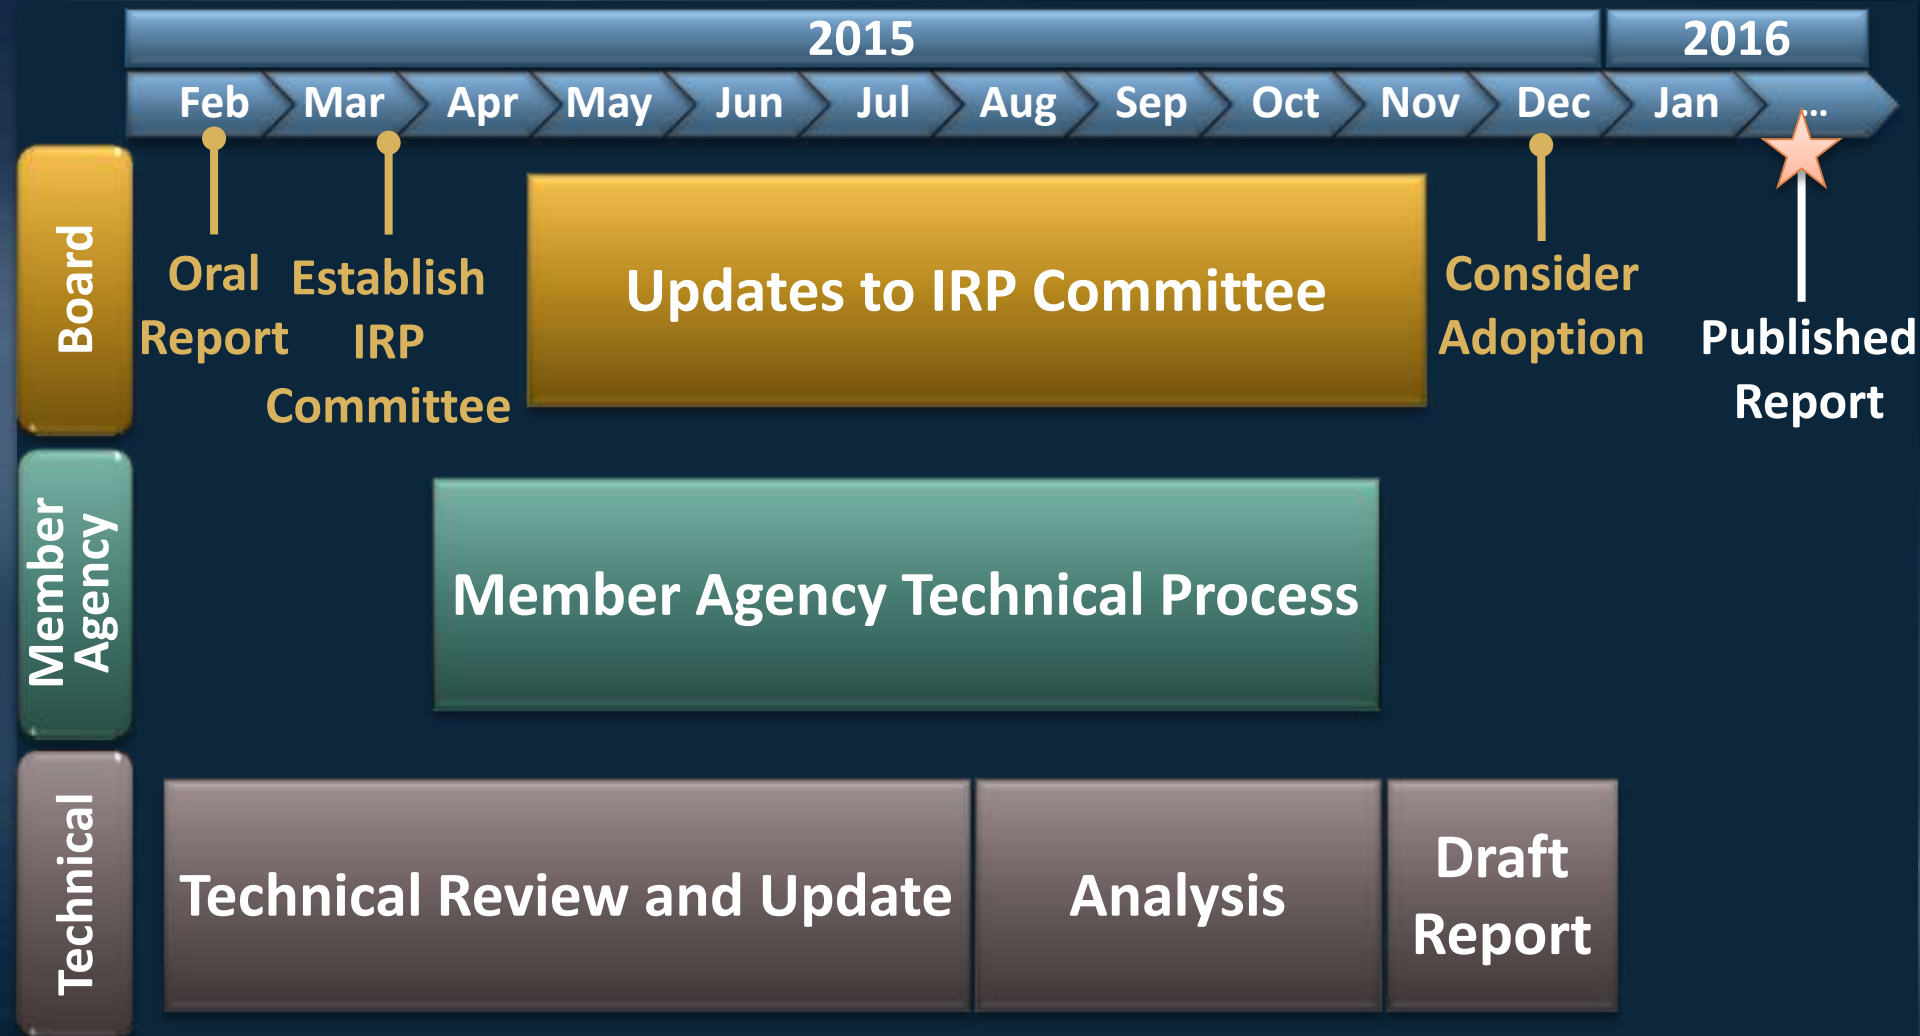 2015
2016
Feb
Mar
Apr
May
Jun
Jul
Aug
Sep
Oct
Nov
Dec
Jan
...
Board
Oral
Report
Establish
IRP
Committee
Updates to IRP Committee
Consider
Adoption
Published
Report
Member
Agency
Member Agency Technical Process
Technical
Technical Review and Update
Analysis
Draft
Report